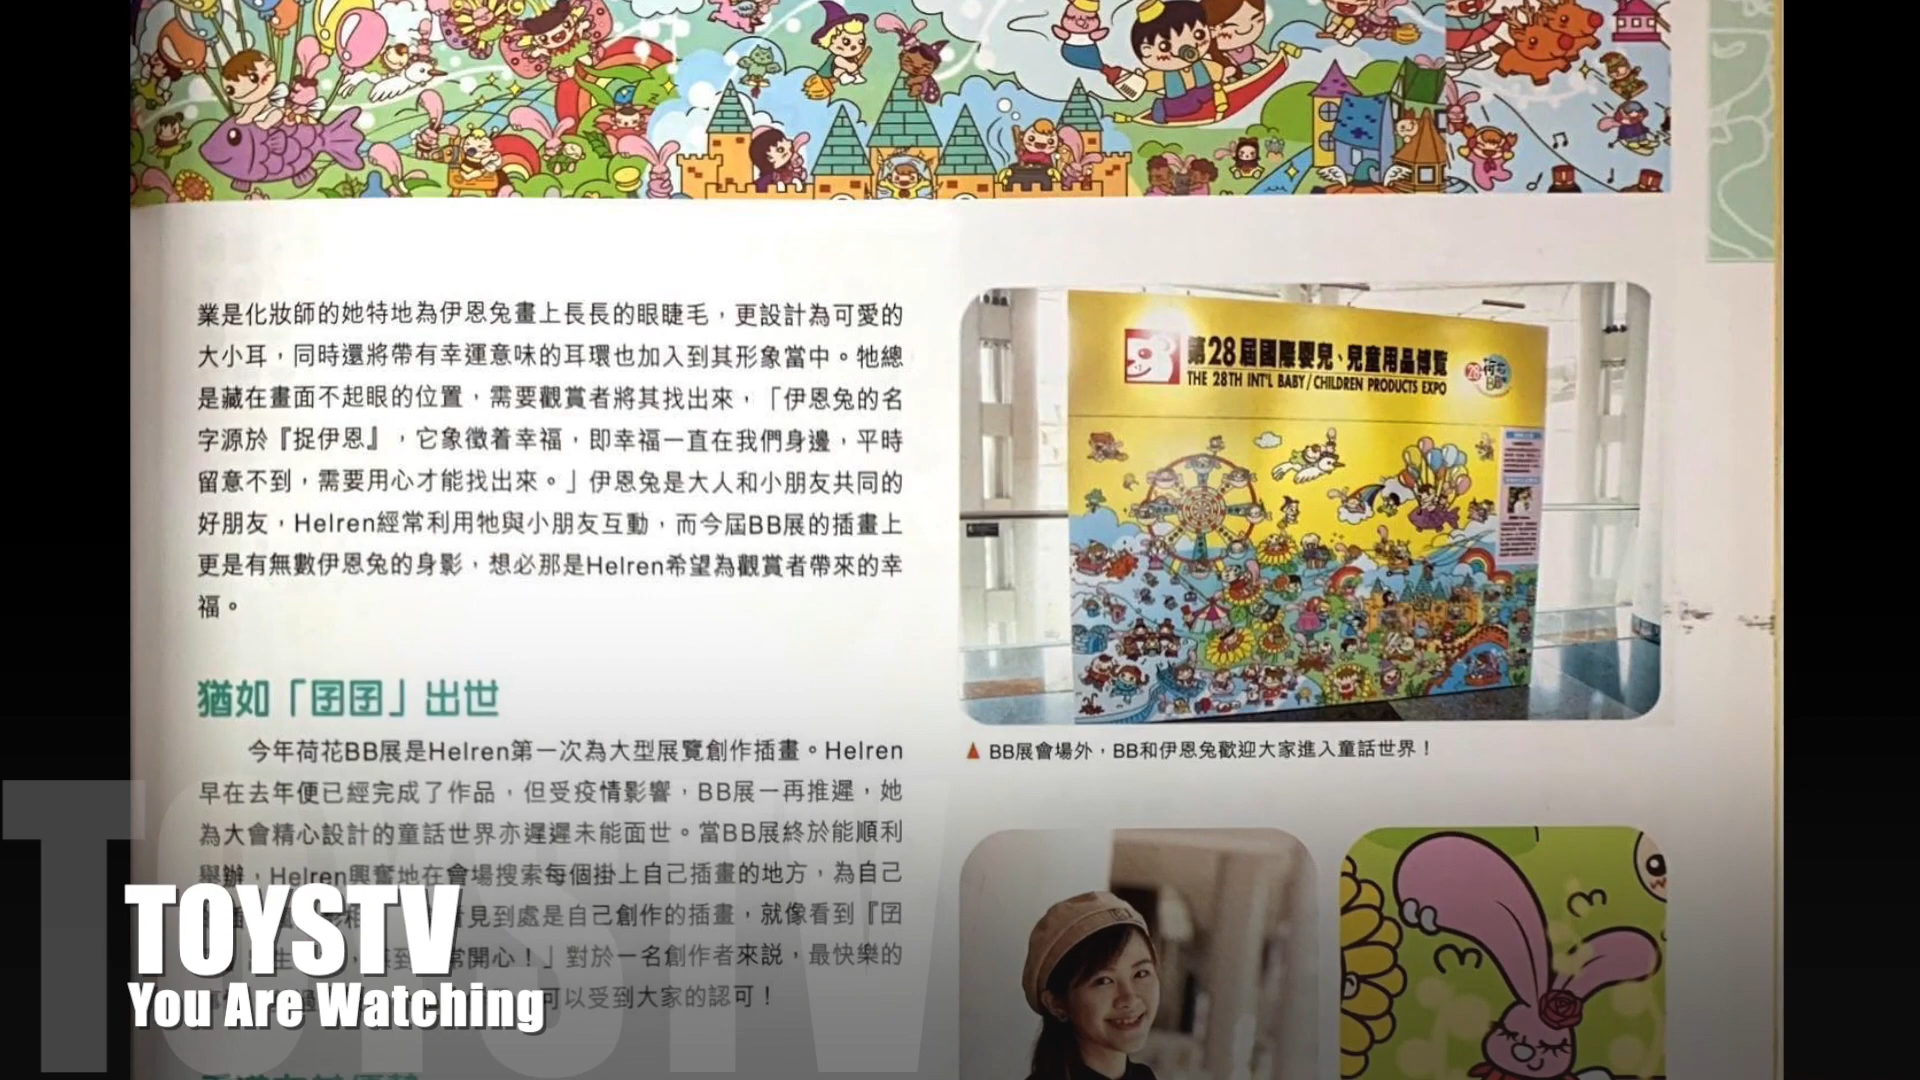 業是化妝師的她特地為伊恩兔畫上長長的眼睫毛，更設計為可愛的
大小耳，同時還將帶有幸運意味的耳環也加入到其形象當中。牠總
是藏在畫面不起眼的位置，需要觀賞者將其找出來，「伊恩兔的名
字源於『捉伊恩』，它象徵着幸福，即幸福一直在我們身邊，平時
留意不到，需要用心才能找出來。」伊恩兔是大人和小朋友共同的
好朋友，Helren經常利用牠與小朋友互動，而今屆BB展的插畫上
更是有無數伊恩兔的身影，想必那是Helren希望為觀賞者帶來的幸
福。
猶如「囝囝」出世
今年荷花BB展是Helren第一次為大型展覽創作插畫。Helren
早在去年便已經完成了作品，但受疫情影響，BB展一再推遲，她
為大會精心設計的童話世界亦遲遲未能面世。當BB展終於能順利
舉辦，Helren興奮地在會場搜索每個掛上自己插畫的地方，為自己
見到處是自己創作的插畫，就像看到『囝
常開心！」對於一名創作者來説，最快樂的
可以受到大家的認可！
第28屆國際嬰兒、兒童用品博覽
THE 28TH INT'L BABY/CHILDREN PRODUCTS EXPO
28 荷花 BB
▲ BB展會場外，BB和伊恩兔歡迎大家進入童話世界！
TOYSTV
TOYSTV
You Are Watching